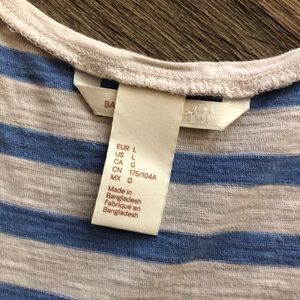 BA
EUR L
US L
CA G
CN 175/104A
MX G
Made in
Bangladesh
Fabriqué en
Bangladesh